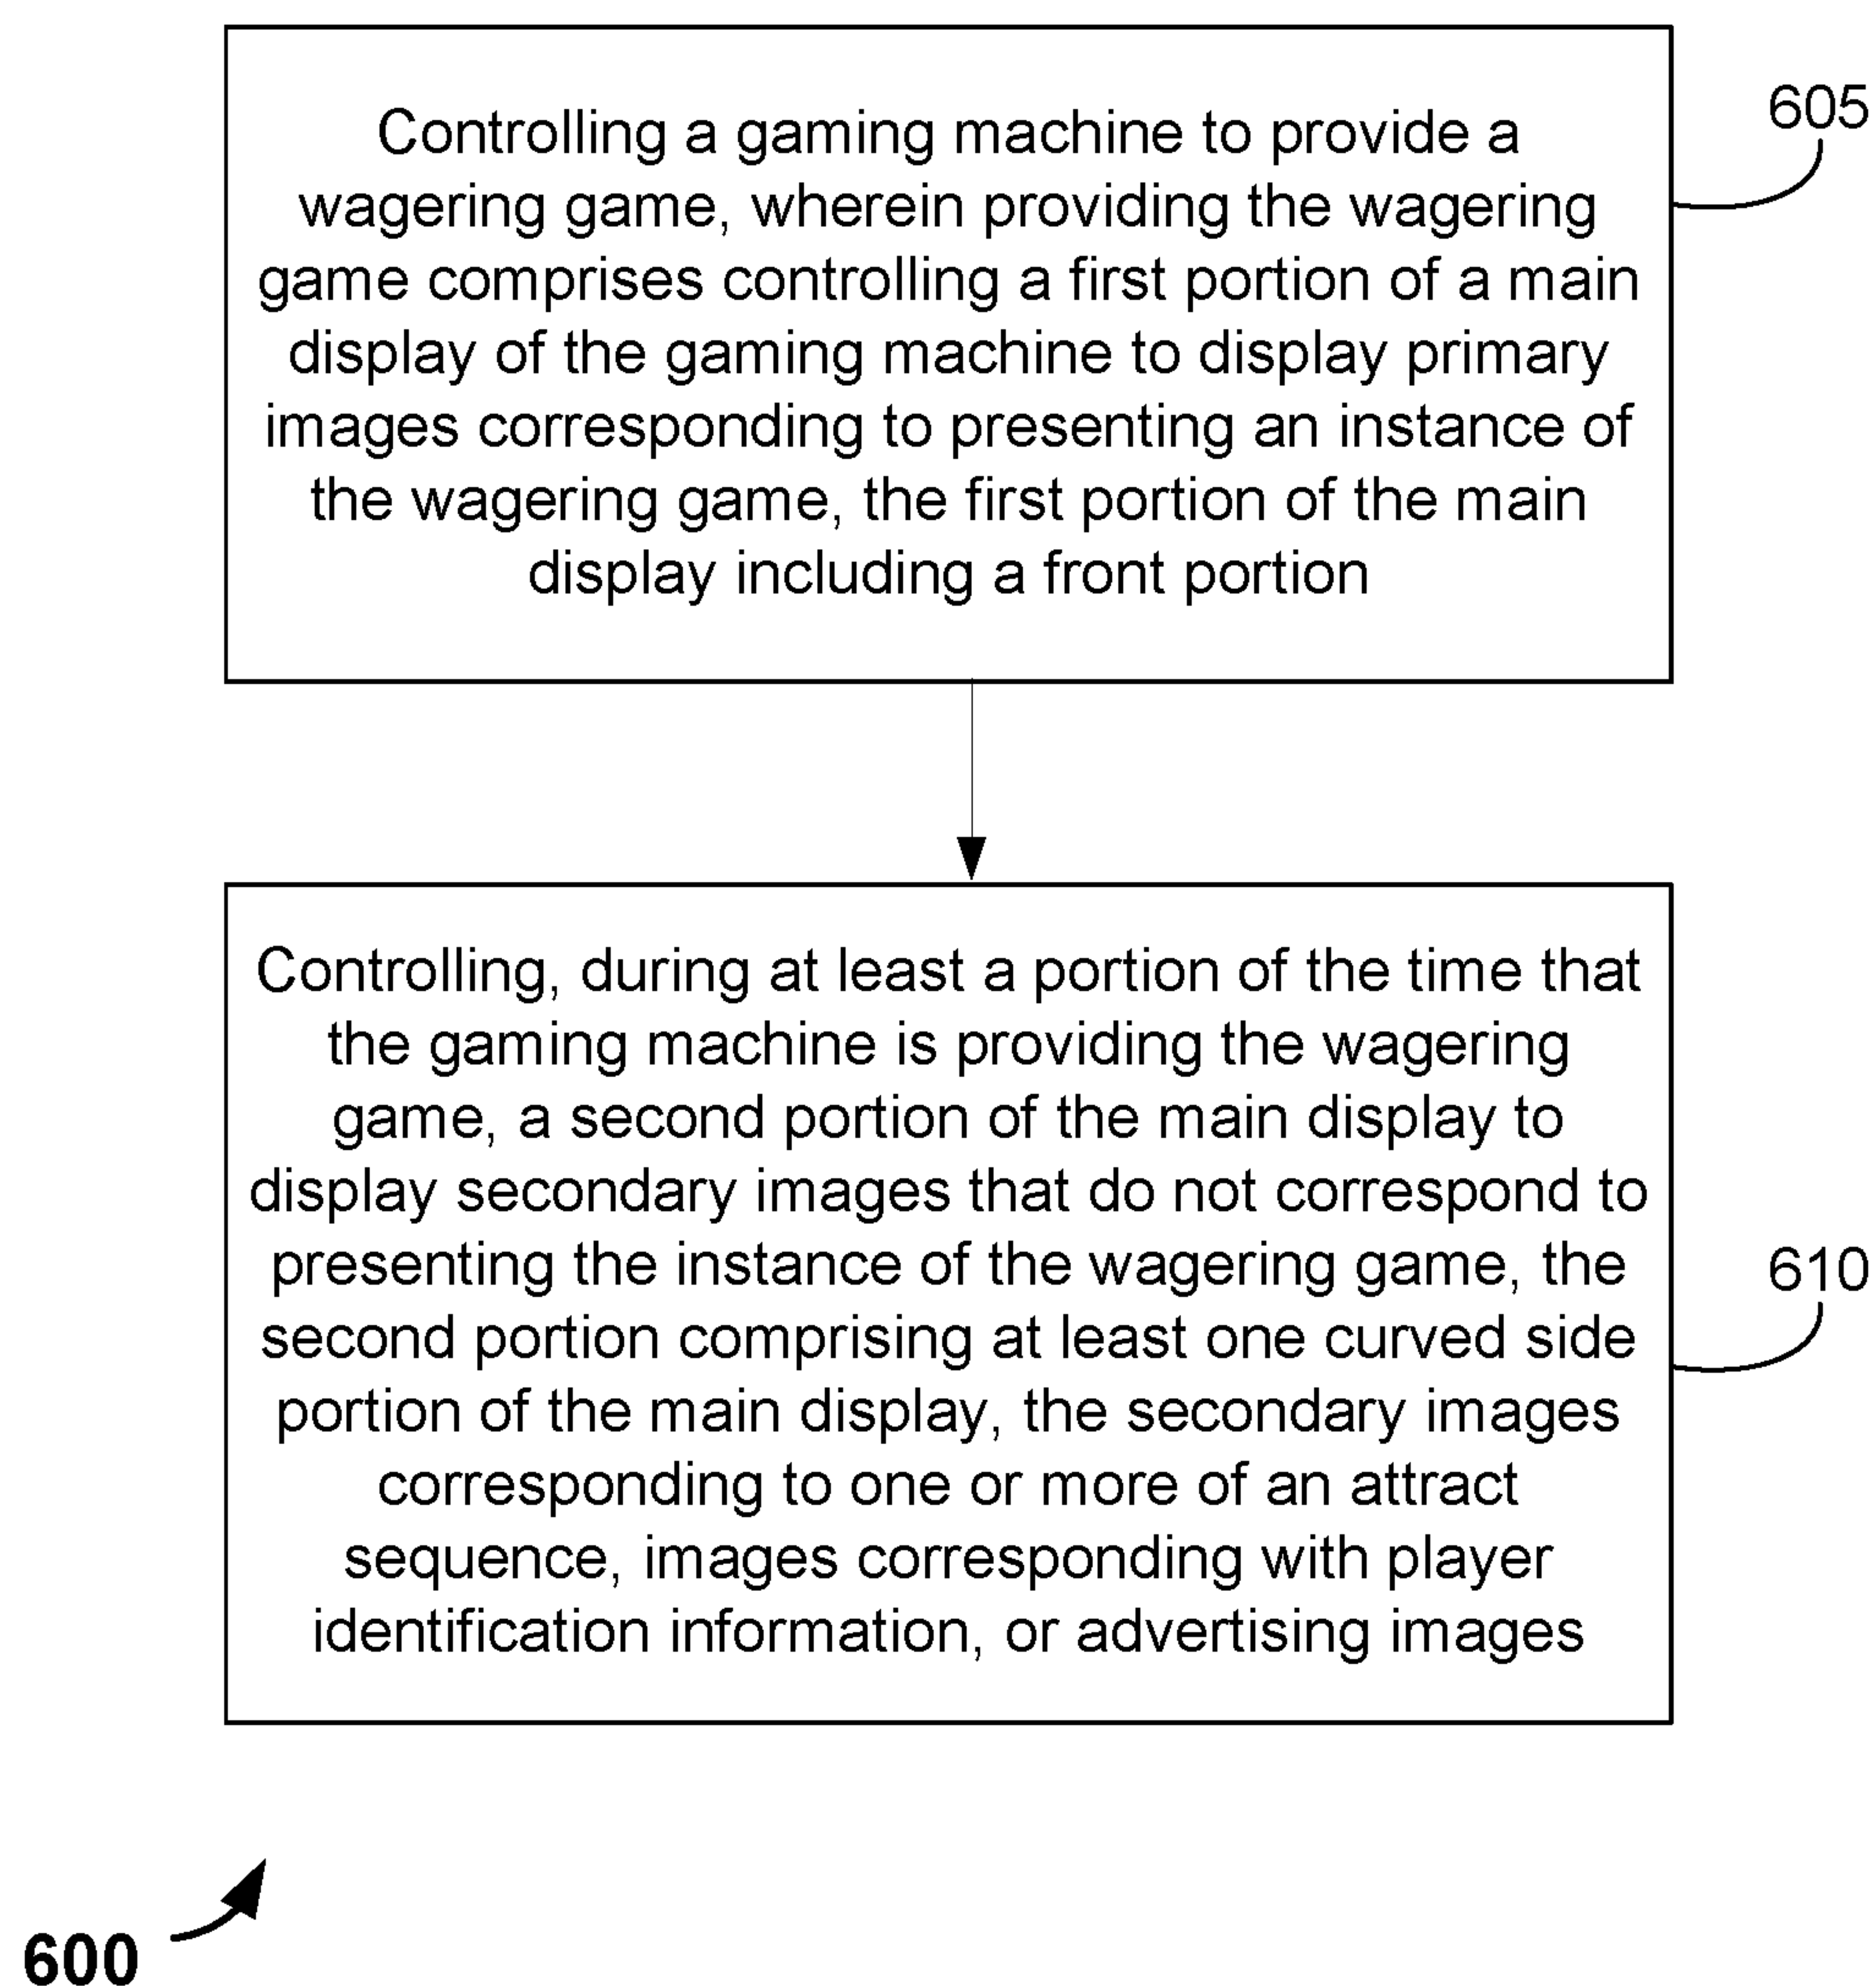 Controlling a gaming machine to provide a
wagering game, wherein providing the wagering
game comprises controlling a first portion of a main
display of the gaming machine to display primary
images corresponding to presenting an instance of
the wagering game, the first portion of the main
display including a front portion
605
Controlling, during at least a portion of the time that
the gaming machine is providing the wagering
game, a second portion of the main display to
display secondary images that do not correspond to
presenting the instance of the wagering game, the
second portion comprising at least one curved side
portion of the main display, the secondary images
corresponding to one or more of an attract
sequence, images corresponding with player
identification information, or advertising images
610
600